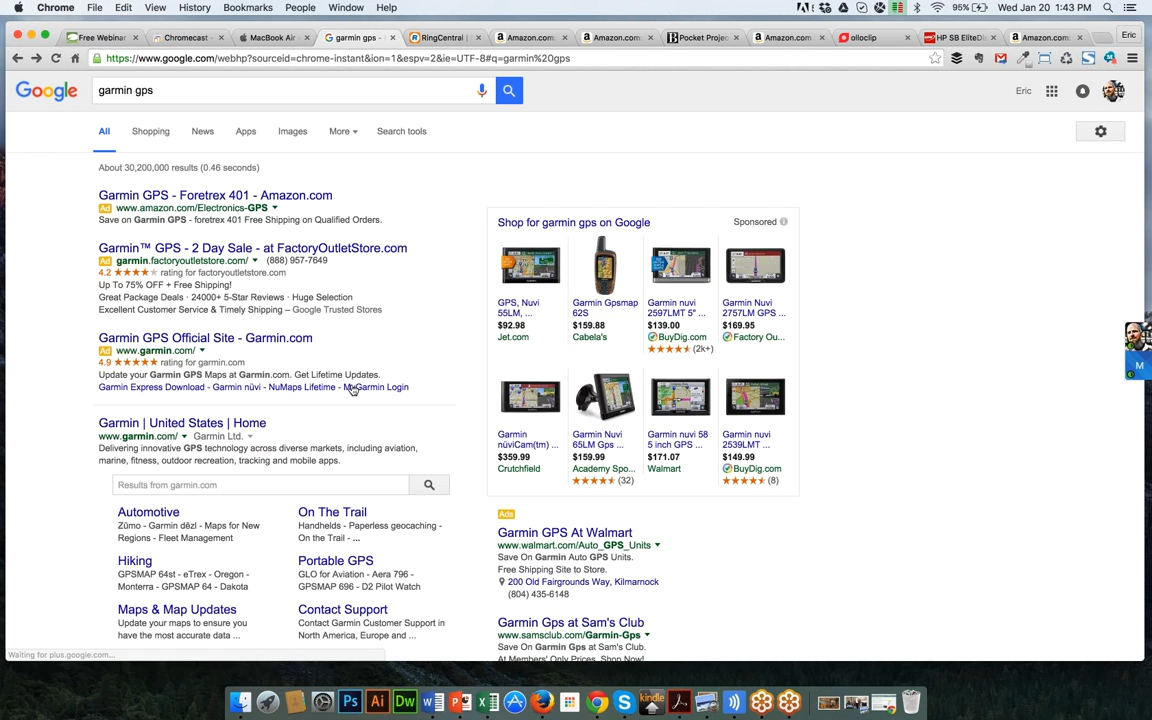 Chrome File Edit View History Bookmarks People Window Help
95% Wed Jan 20 1:43 PM
Free Webinar
Chromecast –
MacBook Air
garmin gps -
RingCentral
Amazon.com:
Amazon.com:
Pocket Projec
Amazon.com
olloclip
HP SB EliteDi
Amazon.com:
Eric
https://www.google.com/webhp?sourceid=chrome-instant&ion=1&espv=2&ie=UTF-8#q=garmin%20gps
Google
garmin gps
Eric
All Shopping News Apps Images More Search tools
About 30,200,000 results (0.46 seconds)
Garmin GPS - Foretrex 401 - Amazon.com
Ad www.amazon.com/Electronics-GPS
Save on Garmin GPS - foretrex 401 Free Shipping on Qualified Orders.
Garmin™ GPS - 2 Day Sale - at FactoryOutletStore.com
Ad garmin.factoryoutletstore.com/ (888) 957-7649
4.2 rating for factoryoutletstore.com
Up To 75% OFF + Free Shipping!
Great Package Deals · 24000+ 5-Star Reviews · Huge Selection
Excellent Customer Service & Timely Shipping – Google Trusted Stores
Garmin GPS Official Site - Garmin.com
Ad www.garmin.com/
4.9 rating for garmin.com
Update your Garmin GPS Maps at Garmin.com. Get Lifetime Updates.
Garmin Express Download - Garmin nüvi - NuMaps Lifetime - MyGarmin Login
Garmin | United States | Home
www.garmin.com/ Garmin Ltd.
Delivering innovative GPS technology across diverse markets, including aviation,
marine, fitness, outdoor recreation, tracking and mobile apps.
Results from garmin.com
Automotive
Zūmo - Garmin dēzl - Maps for New
Regions - Fleet Management
On The Trail
Handhelds - Paperless geocaching -
On the Trail - ...
Hiking
GPSMAP 64st - eTrex - Oregon -
Monterra - GPSMAP 64 - Dakota
Portable GPS
GLO for Aviation - Aera 796 -
GPSMAP 696 - D2 Pilot Watch
Maps & Map Updates
Update your maps to ensure you
have the most accurate data ...
Contact Support
Contact Garmin Customer Support in
North America, Europe and ...
Shop for garmin gps on Google Sponsored
GPS, Nuvi
55LM, ...
$92.98
Jet.com
Garmin Gpsmap
62S
$159.88
Cabela's
Garmin nuvi
2597LMT 5" ...
$139.00
BuyDig.com
(2k+)
Garmin Nuvi
2757LM GPS ...
$169.95
Factory Ou...
Garmin
nüviCam(tm) ...
$359.99
Crutchfield
Garmin Nuvi
65LM Gps ...
$159.99
Academy Spo...
(32)
Garmin nuvi 58
5 inch GPS ...
$171.07
Walmart
Garmin nuvi
2539LMT ...
$149.99
BuyDig.com
(8)
Ads
Garmin GPS At Walmart
www.walmart.com/Auto_GPS_Units
Save On Garmin Auto GPS Units.
Free Shipping Site to Store.
200 Old Fairgrounds Way, Kilmarnock
(804) 435-6148
Garmin Gps at Sam's Club
www.samsclub.com/Garmin-Gps
Save On Garmin Gps at Sam's Club.
At Members' Only Prices. Shop Now!
M
Waiting for plus.google.com...
Ps Ai Dw
kindle